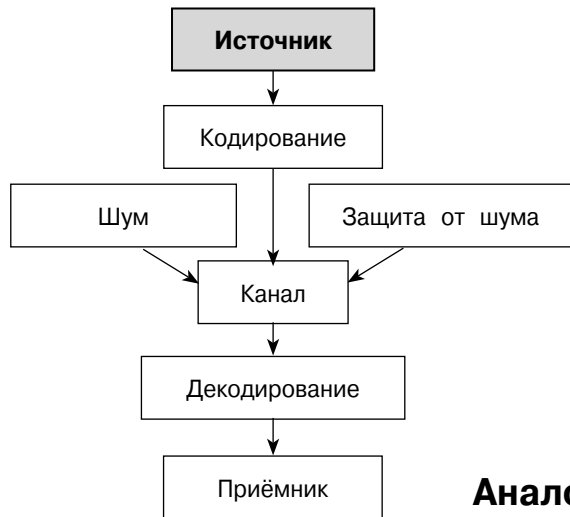 Источник
Кодирование
Шум
Защита от шума
Канал
Декодирование
Приёмник